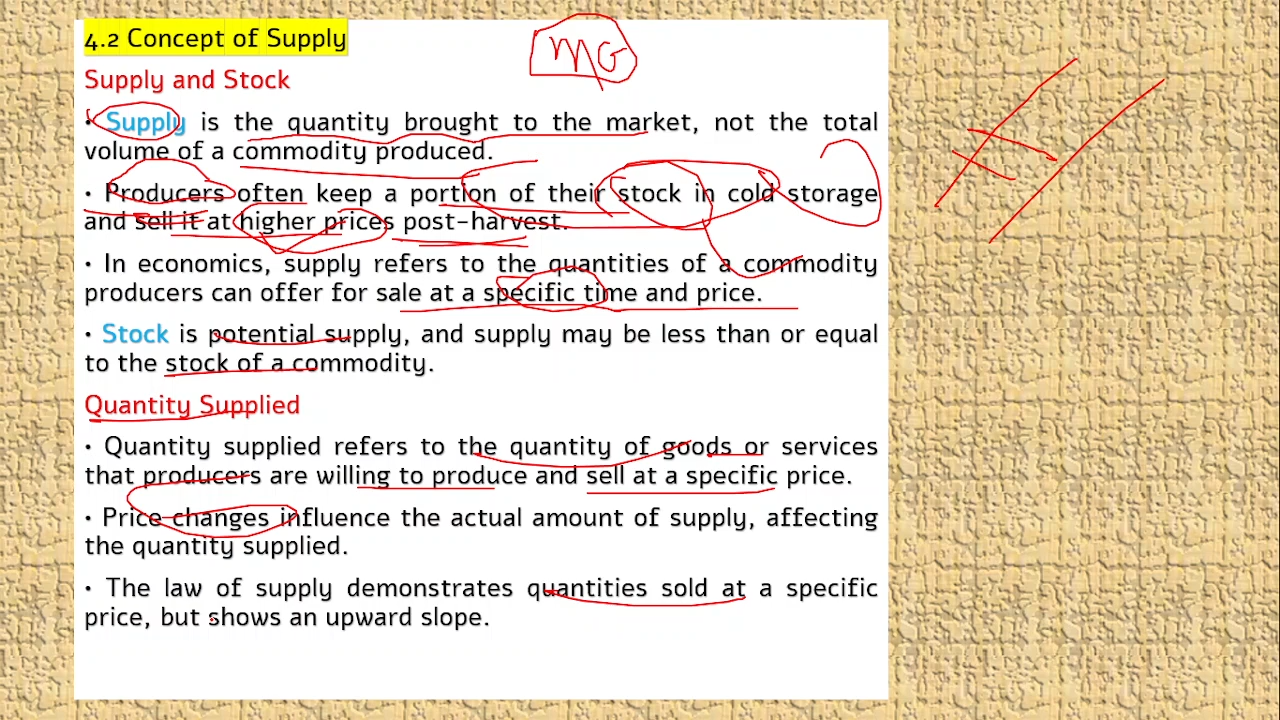 4.2 Concept of Supply
MG
Supply and Stock
• Supply is the quantity brought to the market, not the total
volume of a commodity produced.
• Producers often keep a portion of their stock in cold storage
and sell it at higher prices post-harvest.
• In economics, supply refers to the quantities of a commodity
producers can offer for sale at a specific time and price.
• Stock is potential supply, and supply may be less than or equal
to the stock of a commodity.
Quantity Supplied
• Quantity supplied refers to the quantity of goods or services
that producers are willing to produce and sell at a specific price.
• Price changes influence the actual amount of supply, affecting
the quantity supplied.
• The law of supply demonstrates quantities sold at a specific
price, but shows an upward slope.